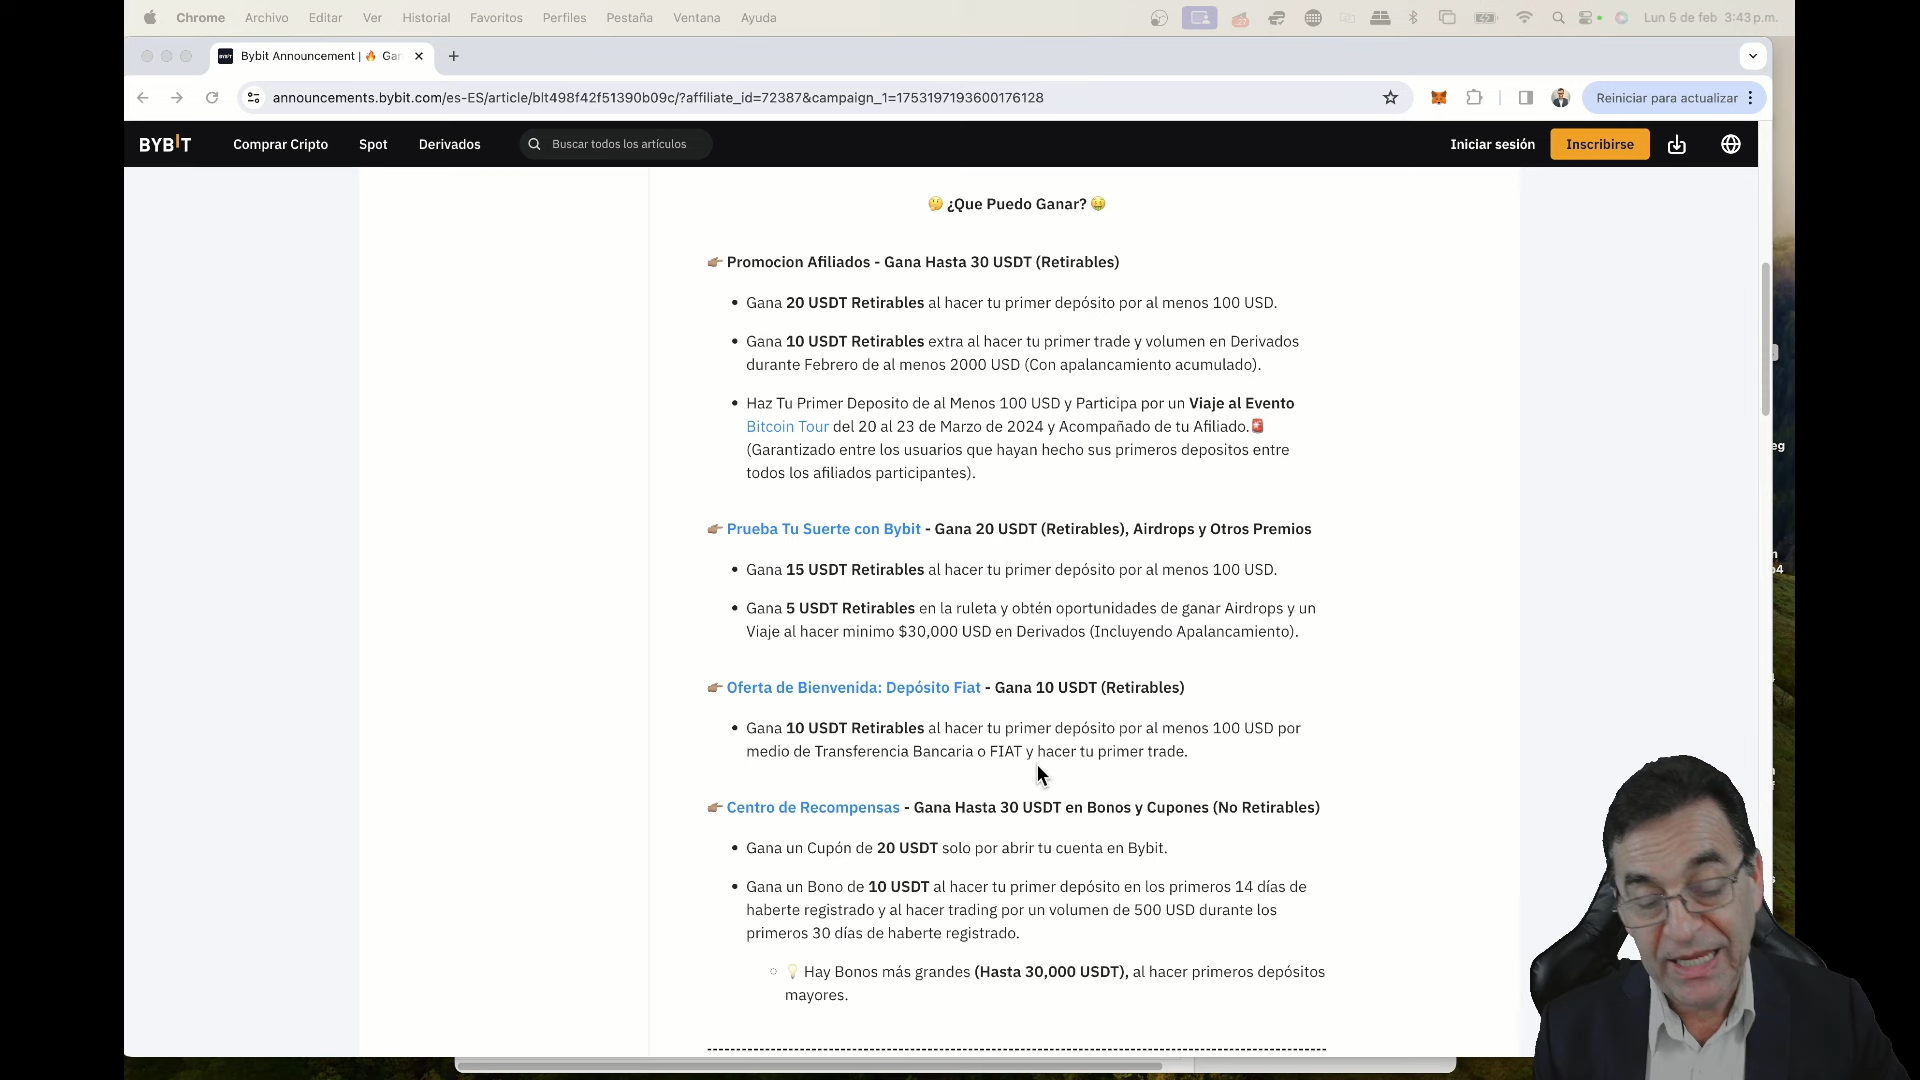 Chrome Archivo Editar Ver Historial Favoritos Perfiles Pestaña Ventana Ayuda Lun 5 de feb 3:43 p.m.
Bybit Announcement | 🔥 Gan
announcements.bybit.com/es-ES/article/blt498f42f51390b09c/?affiliate_id=72387&campaign_1=1753197193600176128 Reiniciar para actualizar
BYBIT Comprar Cripto Spot Derivados Buscar todos los artículos Iniciar sesión Inscribirse
🤔 ¿Que Puedo Ganar? 🤑
👉🏽 Promocion Afiliados - Gana Hasta 30 USDT (Retirables)
• Gana 20 USDT Retirables al hacer tu primer depósito por al menos 100 USD.
• Gana 10 USDT Retirables extra al hacer tu primer trade y volumen en Derivados
durante Febrero de al menos 2000 USD (Con apalancamiento acumulado).
• Haz Tu Primer Deposito de al Menos 100 USD y Participa por un Viaje al Evento
Bitcoin Tour del 20 al 23 de Marzo de 2024 y Acompañado de tu Afiliado.🚨
(Garantizado entre los usuarios que hayan hecho sus primeros depositos entre
todos los afiliados participantes).
👉🏽 Prueba Tu Suerte con Bybit - Gana 20 USDT (Retirables), Airdrops y Otros Premios
• Gana 15 USDT Retirables al hacer tu primer depósito por al menos 100 USD.
• Gana 5 USDT Retirables en la ruleta y obtén oportunidades de ganar Airdrops y un
Viaje al hacer minimo $30,000 USD en Derivados (Incluyendo Apalancamiento).
👉🏽 Oferta de Bienvenida: Depósito Fiat - Gana 10 USDT (Retirables)
• Gana 10 USDT Retirables al hacer tu primer depósito por al menos 100 USD por
medio de Transferencia Bancaria o FIAT y hacer tu primer trade.
👉🏽 Centro de Recompensas - Gana Hasta 30 USDT en Bonos y Cupones (No Retirables)
• Gana un Cupón de 20 USDT solo por abrir tu cuenta en Bybit.
• Gana un Bono de 10 USDT al hacer tu primer depósito en los primeros 14 días de
haberte registrado y al hacer trading por un volumen de 500 USD durante los
primeros 30 días de haberte registrado.
◦ 💡 Hay Bonos más grandes (Hasta 30,000 USDT), al hacer primeros depósitos
mayores.